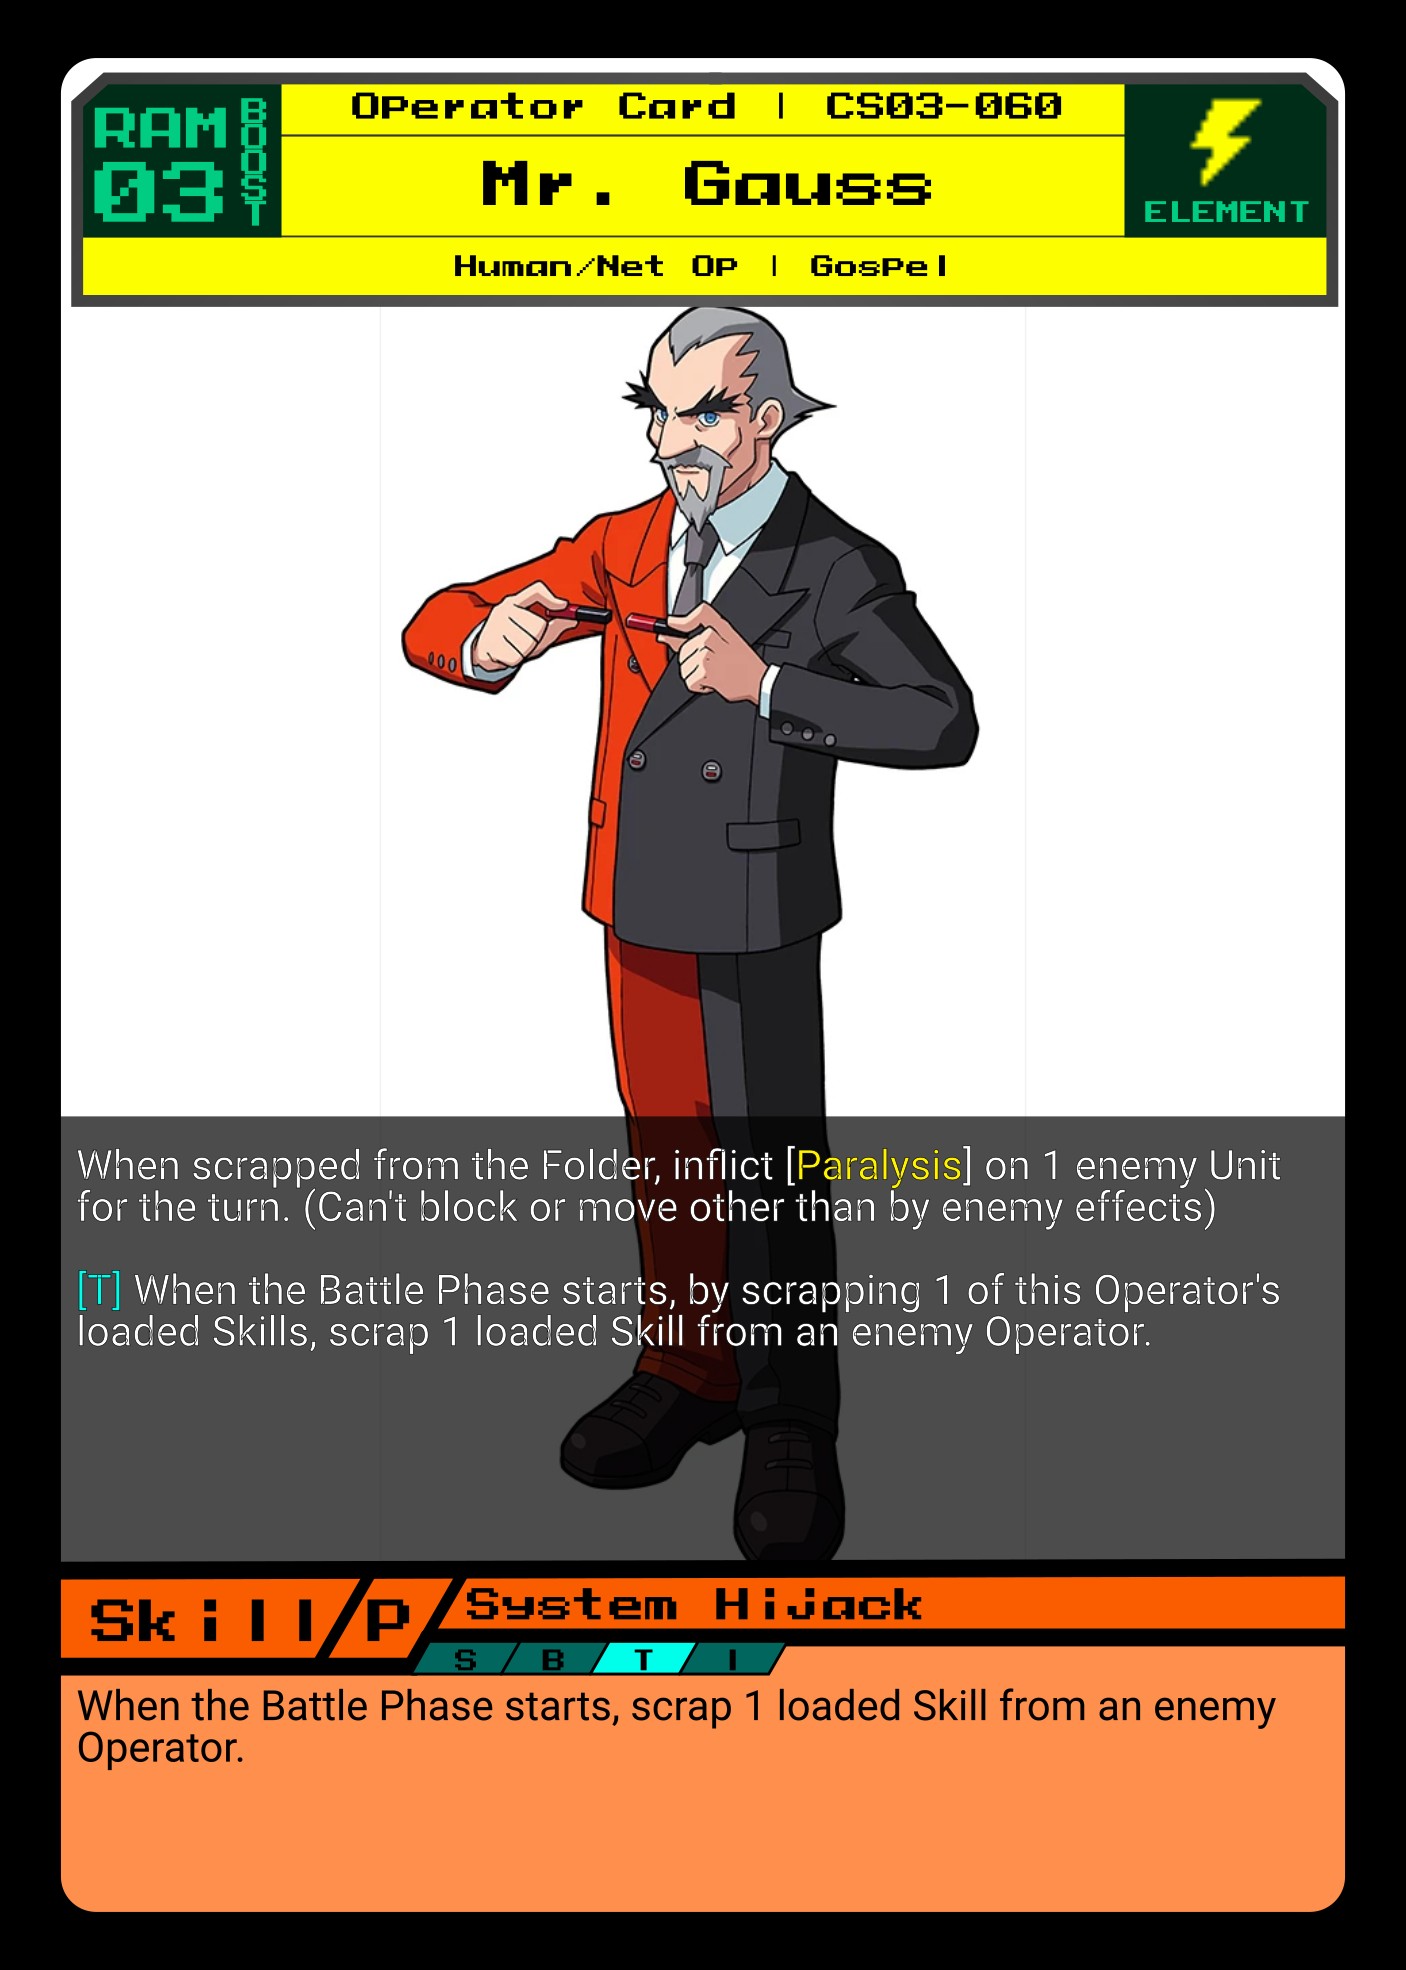 RAM BOOST
03
Operator Card | CS03-060
Mr. Gauss
Human/Net Op | Gospel
ELEMENT
When scrapped from the Folder, inflict [Paralysis] on 1 enemy Unit
for the turn. (Can't block or move other than by enemy effects)
[T] When the Battle Phase starts, by scrapping 1 of this Operator's
loaded Skills, scrap 1 loaded Skill from an enemy Operator.
Skill/P
System Hijack
S B T I
When the Battle Phase starts, scrap 1 loaded Skill from an enemy
Operator.